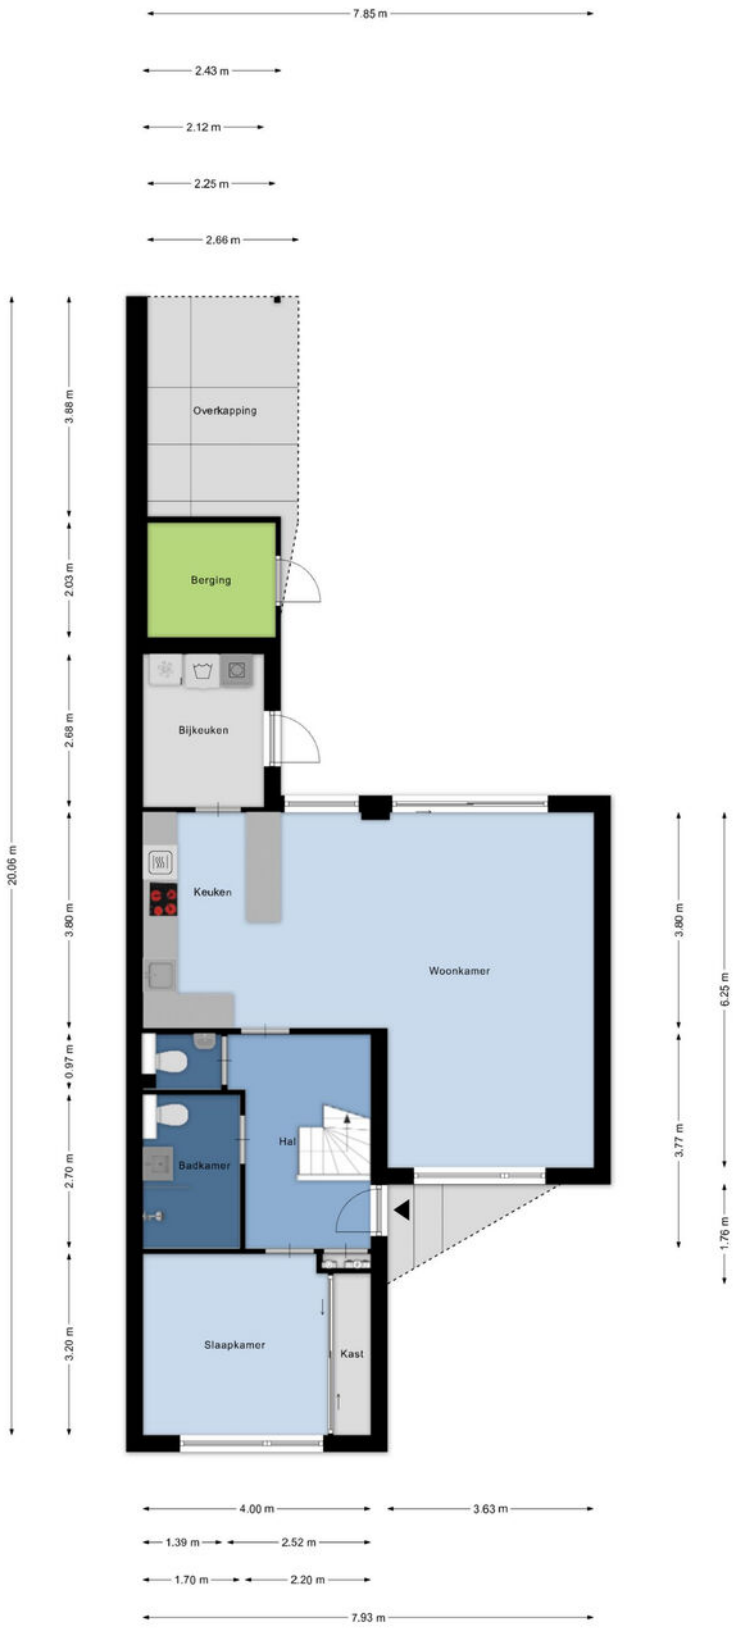 7.85 m
2.43 m
2.12 m
2.25 m
2.66 m
20.06 m
3.88 m
Overkapping
2.03 m
Berging
2.68 m
Bijkeuken
3.80 m
Keuken
Woonkamer
3.80 m
6.25 m
0.97 m
2.70 m
Badkamer
Hal
3.77 m
1.76 m
3.20 m
Slaapkamer
Kast
4.00 m
3.63 m
1.39 m
2.52 m
1.70 m
2.20 m
7.93 m